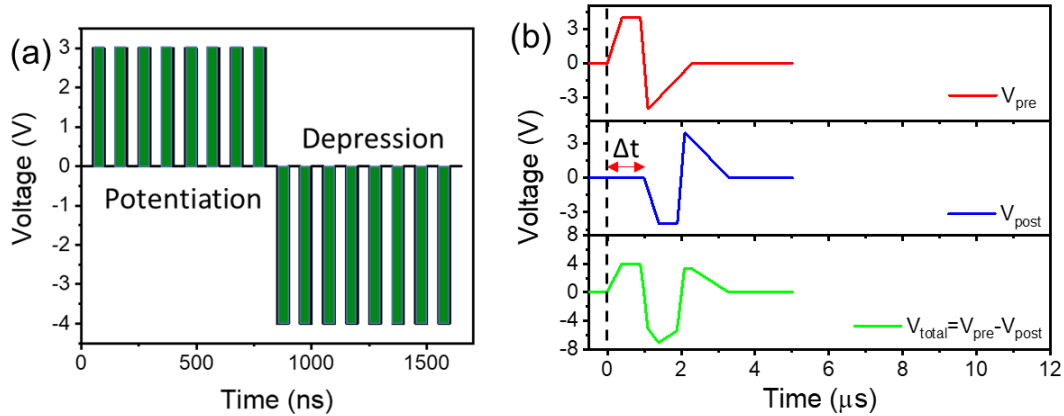 (a)
Voltage (V)
3
2
1
0
-1
-2
-3
-4
Potentiation
Depression
0
500
1000
1500
Time (ns)
(b)
Voltage (V)
3
0
-3
V_pre
3
0
-3
Δt
V_post
8
4
0
-4
-8
V_total=V_pre-V_post
0
2
4
6
8
10
12
Time (μs)